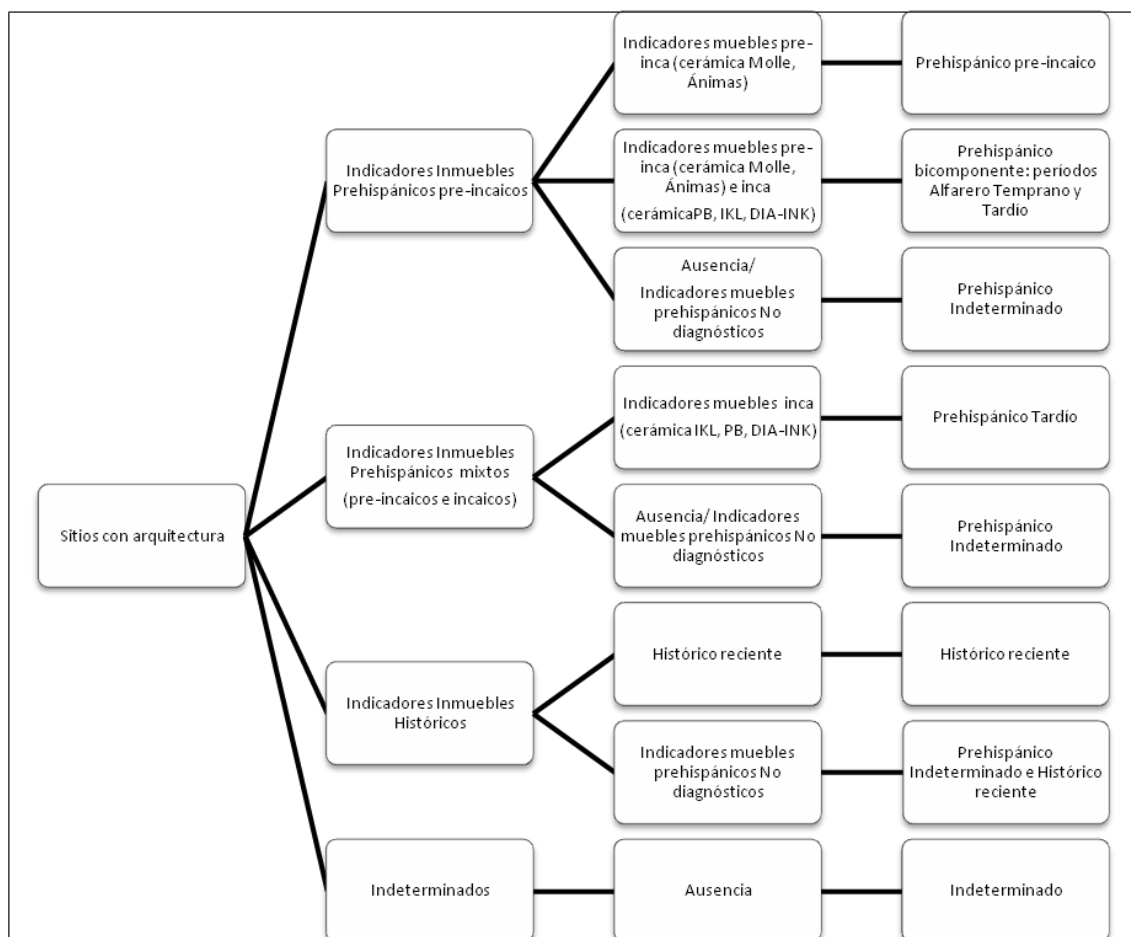 Sitios con arquitectura
Indicadores Inmuebles
Prehispánicos pre-incaicos
Indicadores muebles pre-
inca (cerámica Molle,
Ánimas)
Prehispánico pre-incaico
Indicadores muebles pre-
inca (cerámica Molle,
Ánimas) e inca
(cerámicaPB, IKL, DIA-INK)
Prehispánico
bicomponente: períodos
Alfarero Temprano y
Tardío
Ausencia/
Indicadores muebles
prehispánicos No
diagnósticos
Prehispánico
Indeterminado
Indicadores Inmuebles
Prehispánicos mixtos
(pre-incaicos e incaicos)
Indicadores muebles inca
(cerámica IKL, PB, DIA-INK)
Prehispánico Tardío
Ausencia/ Indicadores
muebles prehispánicos No
diagnósticos
Prehispánico
Indeterminado
Indicadores Inmuebles
Históricos
Histórico reciente
Histórico reciente
Indicadores muebles
prehispánicos No
diagnósticos
Prehispánico
Indeterminado e Histórico
reciente
Indeterminados
Ausencia
Indeterminado